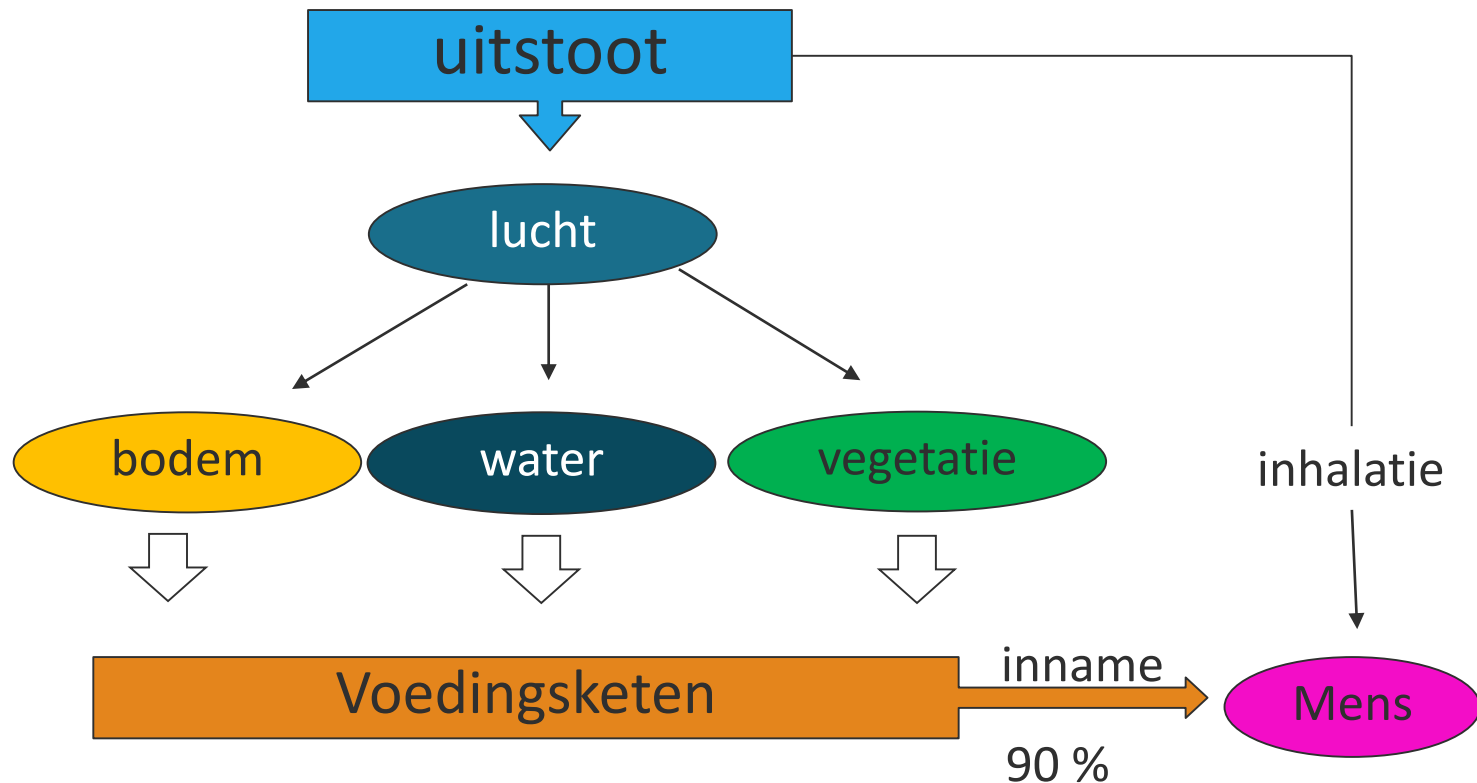 uitstoot
lucht
bodem
water
vegetatie
inhalatie
Voedingsketen
inname
90 %
Mens